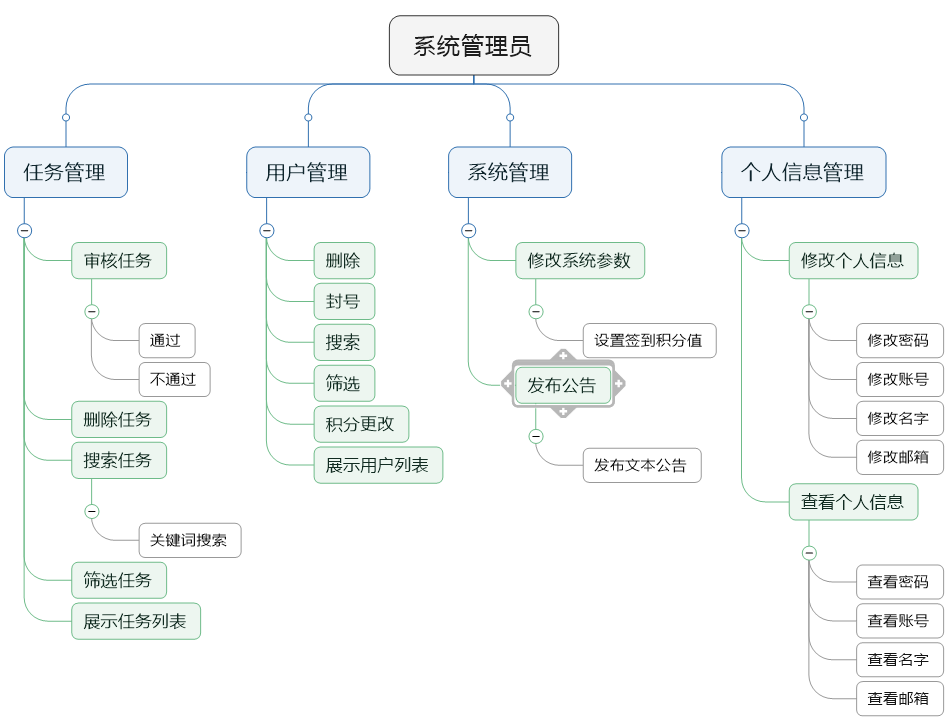 系统管理员
任务管理
审核任务
通过
不通过
删除任务
搜索任务
关键词搜索
筛选任务
展示任务列表
用户管理
删除
封号
搜索
筛选
积分更改
展示用户列表
系统管理
修改系统参数
设置签到积分值
发布公告
发布文本公告
个人信息管理
修改个人信息
修改密码
修改账号
修改名字
修改邮箱
查看个人信息
查看密码
查看账号
查看名字
查看邮箱